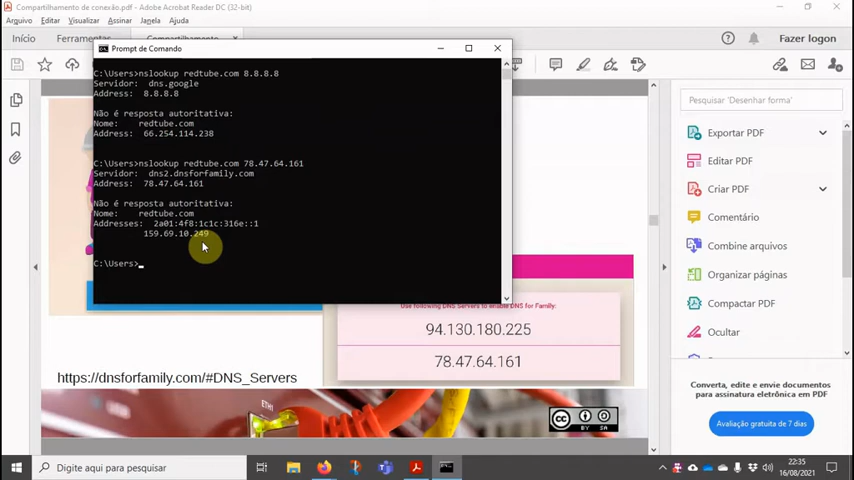 Compartilhamento de conexão.pdf - Adobe Acrobat Reader DC (32-bit)
Arquivo Editar Visualizar Assinar Janela Ajuda
Início Ferramentas Compartilhamento
Fazer logon
Prompt de Comando
C:\Users>nslookup redtube.com 8.8.8.8
Servidor: dns.google
Address: 8.8.8.8
Não é resposta autoritativa:
Nome: redtube.com
Address: 66.254.114.238
C:\Users>nslookup redtube.com 78.47.64.161
Servidor: dns2.dnsforfamily.com
Address: 78.47.64.161
Não é resposta autoritativa:
Nome: redtube.com
Addresses: 2a01:4f8:1c1c:316e::1
159.69.10.249
C:\Users>
Use following DNS Servers to enable DNS for Family:
94.130.180.225
78.47.64.161
https://dnsforfamily.com/#DNS_Servers
ETH1
CC BY SA
Pesquisar 'Desenhar forma'
Exportar PDF
Editar PDF
Criar PDF
Comentário
Combine arquivos
Organizar páginas
Compactar PDF
Ocultar
Converta, edite e envie documentos
para assinatura eletrônica em PDF
Avaliação gratuita de 7 dias
Digite aqui para pesquisar
22:35
16/08/2021